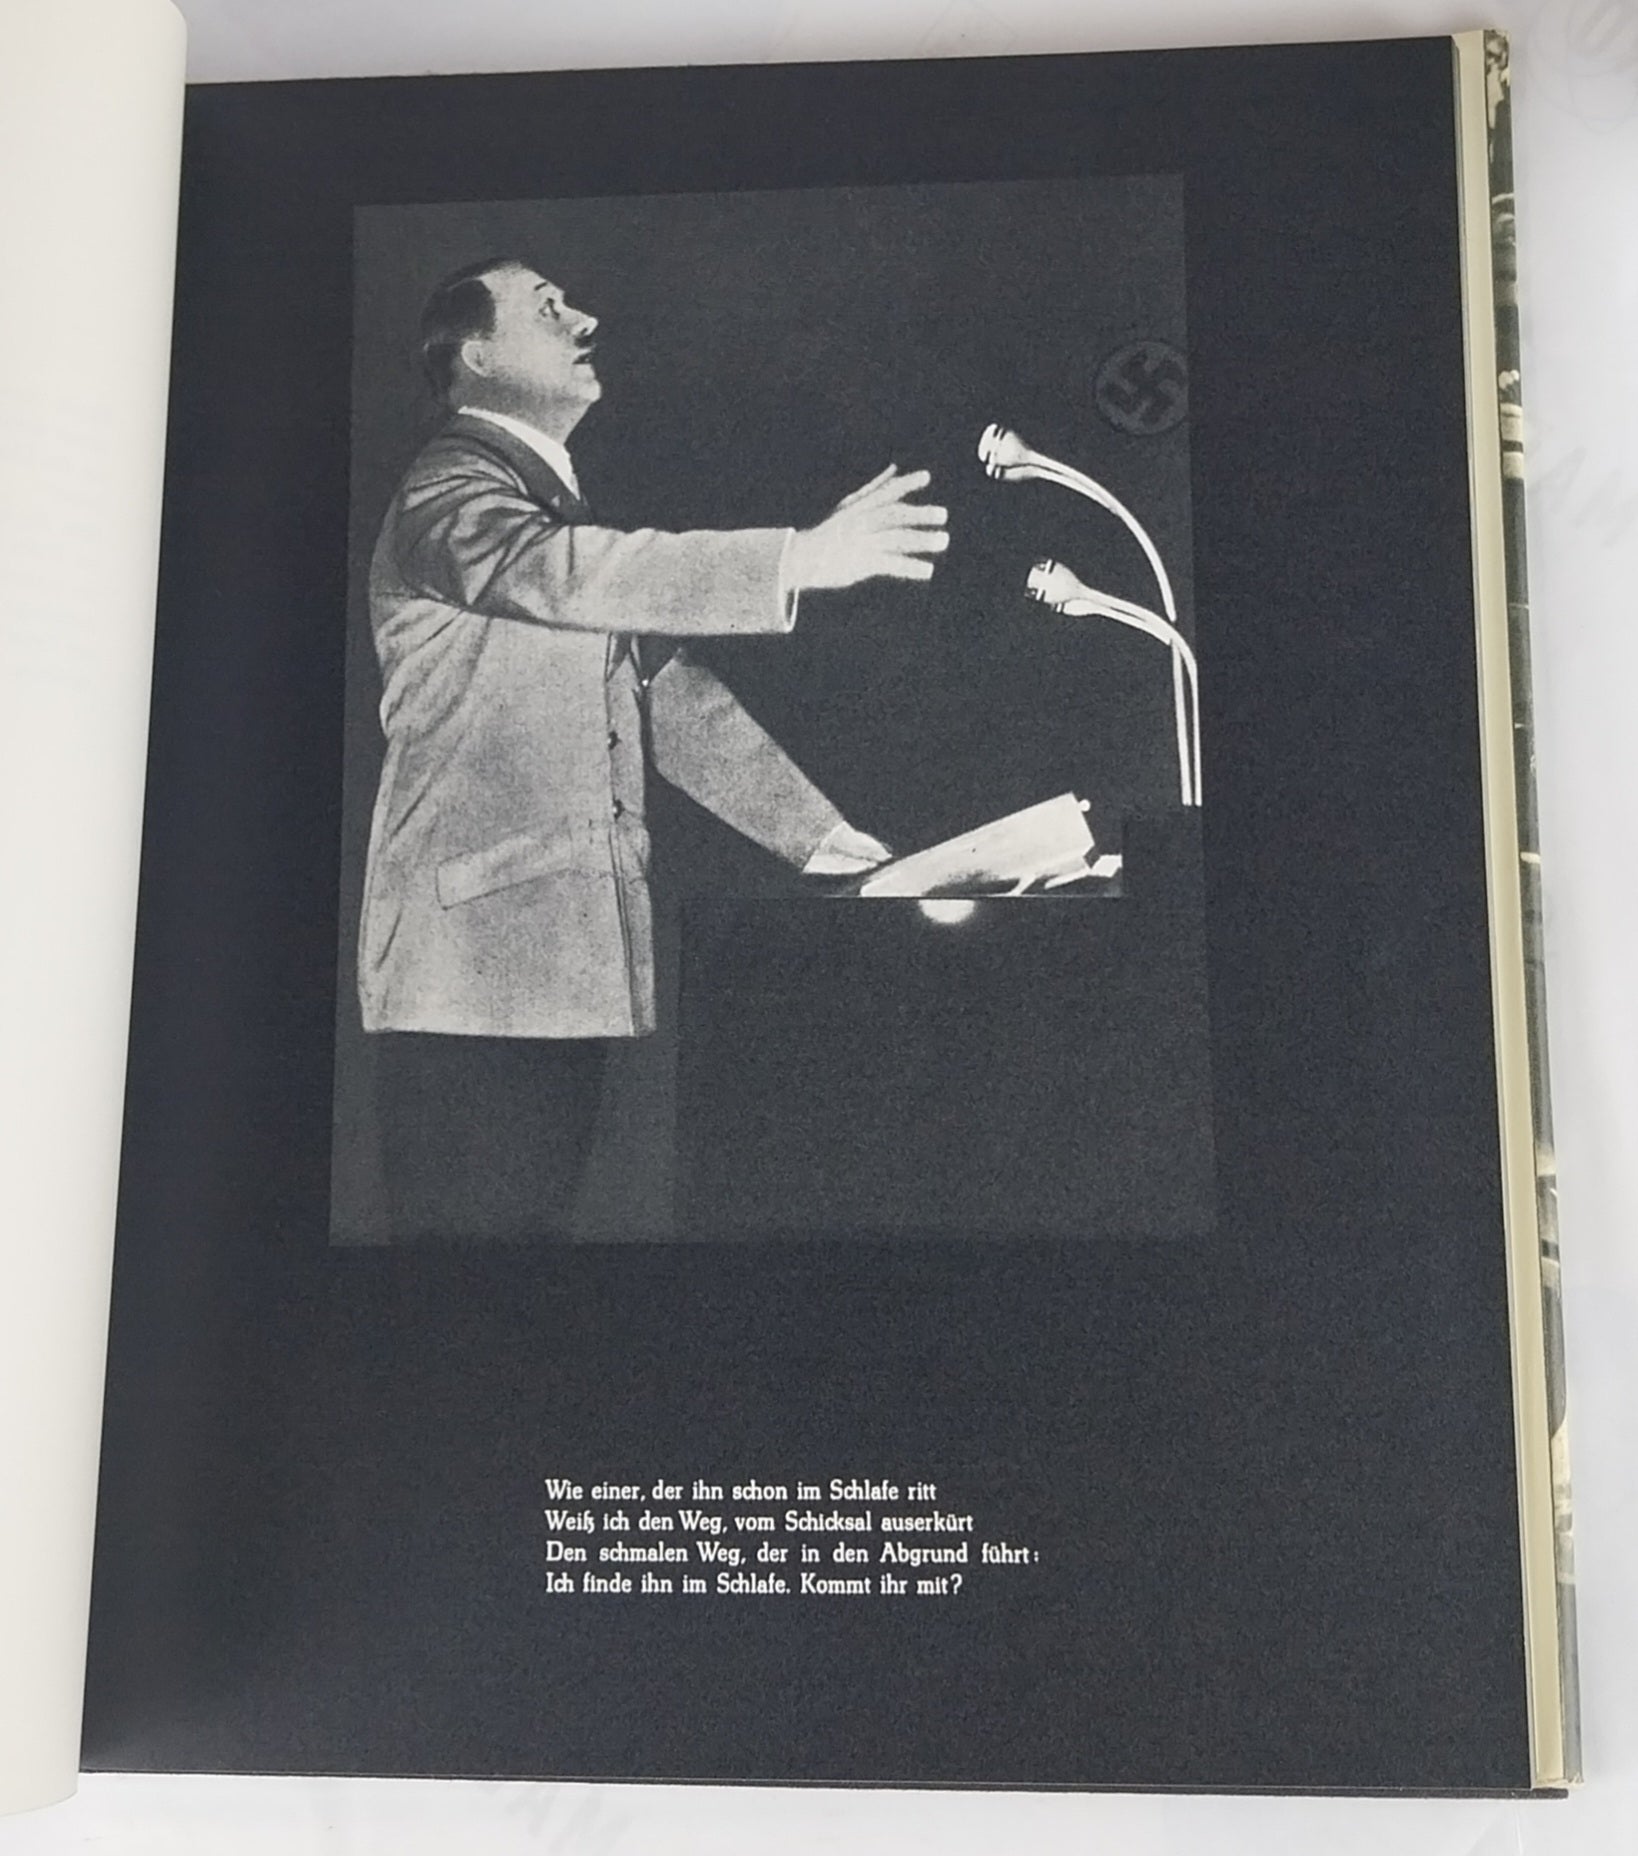 Wie einer, der ihn schon im Schlafe ritt
Weiß ich den Weg, vom Schicksal auserkürt
Den schmalen Weg, der in den Abgrund führt:
Ich finde ihn im Schlafe. Kommt ihr mit?